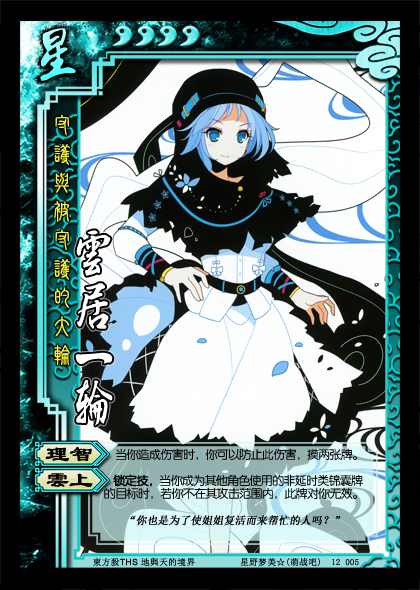 星
守護與被守護的大輪
雲居一輪
理智 当你造成伤害时，你可以防止此伤害，摸两张牌。
雲上 锁定技，当你成为其他角色使用的非延时类锦囊牌
的目标时，若你不在其攻击范围内，此牌对你无效。
“你也是为了使姐姐复活而来帮忙的人吗？”
東方殺THS 地與天的境界 星野梦美☆(萌战吧) 12 005